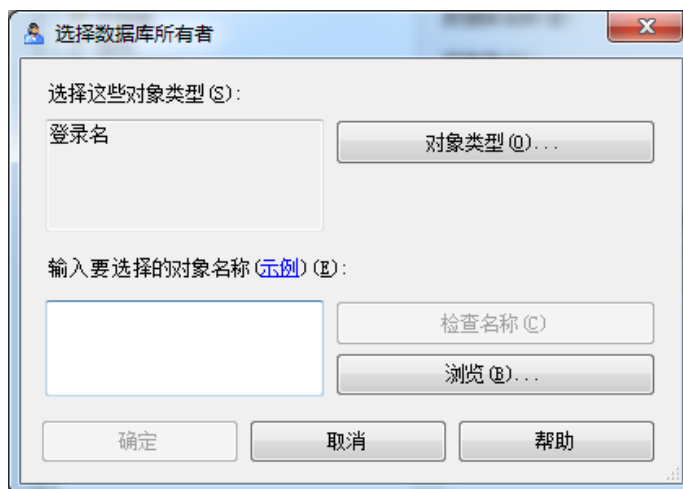 选择数据库所有者
选择这些对象类型(S):
登录名
对象类型(O)...
输入要选择的对象名称(示例)(E):
检查名称(C)
浏览(B)...
确定
取消
帮助